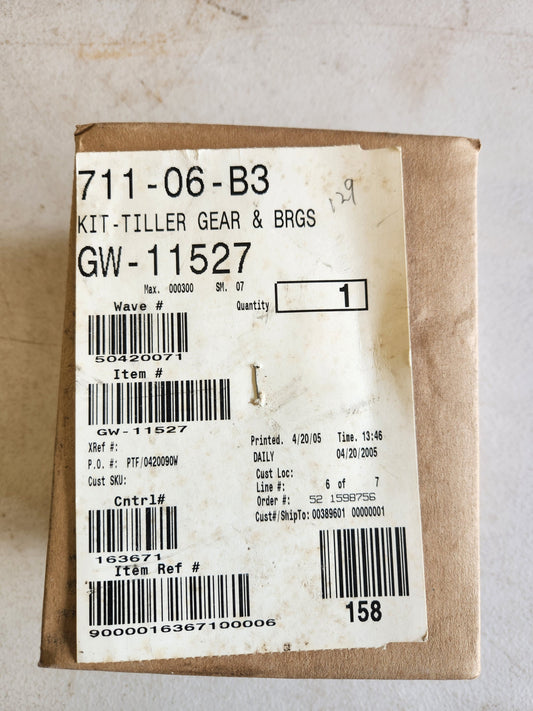 711-06-B3
129
KIT-TILLER GEAR & BRGS
GW-11527
Max. 000300 SM. 07
Wave # Quantity 1
50420071
Item #
GW-11527
XRef #: Printed. 4/20/05 Time. 13:46
P.O. #: PTF/0420090W DAILY 04/20/2005
Cust SKU: Cust Loc:
Line #: 6 of 7
Cntrl# Order #: 52 1598756
Cust#/ShipTo: 00389601 00000001
163671
Item Ref #
9000016367100006
158